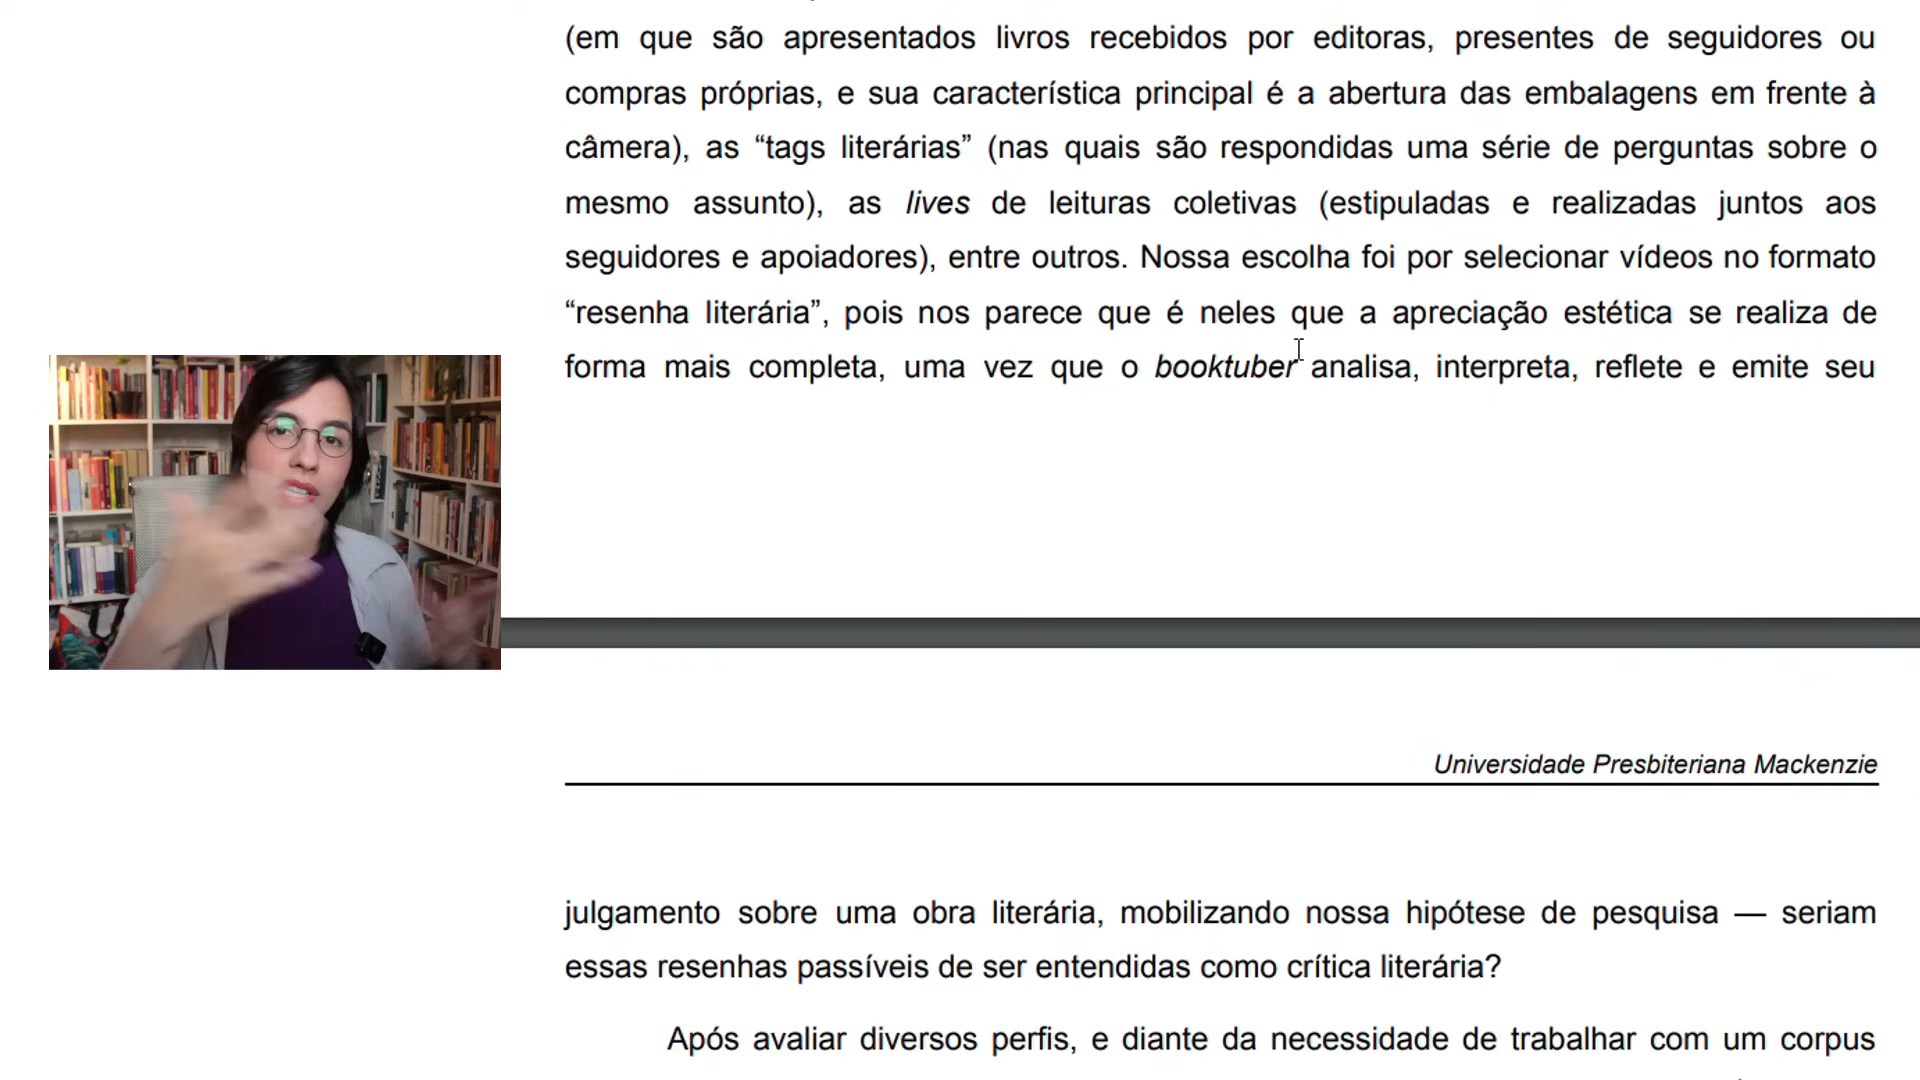 (em que são apresentados livros recebidos por editoras, presentes de seguidores ou
compras próprias, e sua característica principal é a abertura das embalagens em frente à
câmera), as “tags literárias” (nas quais são respondidas uma série de perguntas sobre o
mesmo assunto), as lives de leituras coletivas (estipuladas e realizadas juntos aos
seguidores e apoiadores), entre outros. Nossa escolha foi por selecionar vídeos no formato
“resenha literária”, pois nos parece que é neles que a apreciação estética se realiza de
forma mais completa, uma vez que o booktuber analisa, interpreta, reflete e emite seu
Universidade Presbiteriana Mackenzie
julgamento sobre uma obra literária, mobilizando nossa hipótese de pesquisa — seriam
essas resenhas passíveis de ser entendidas como crítica literária?
Após avaliar diversos perfis, e diante da necessidade de trabalhar com um corpus